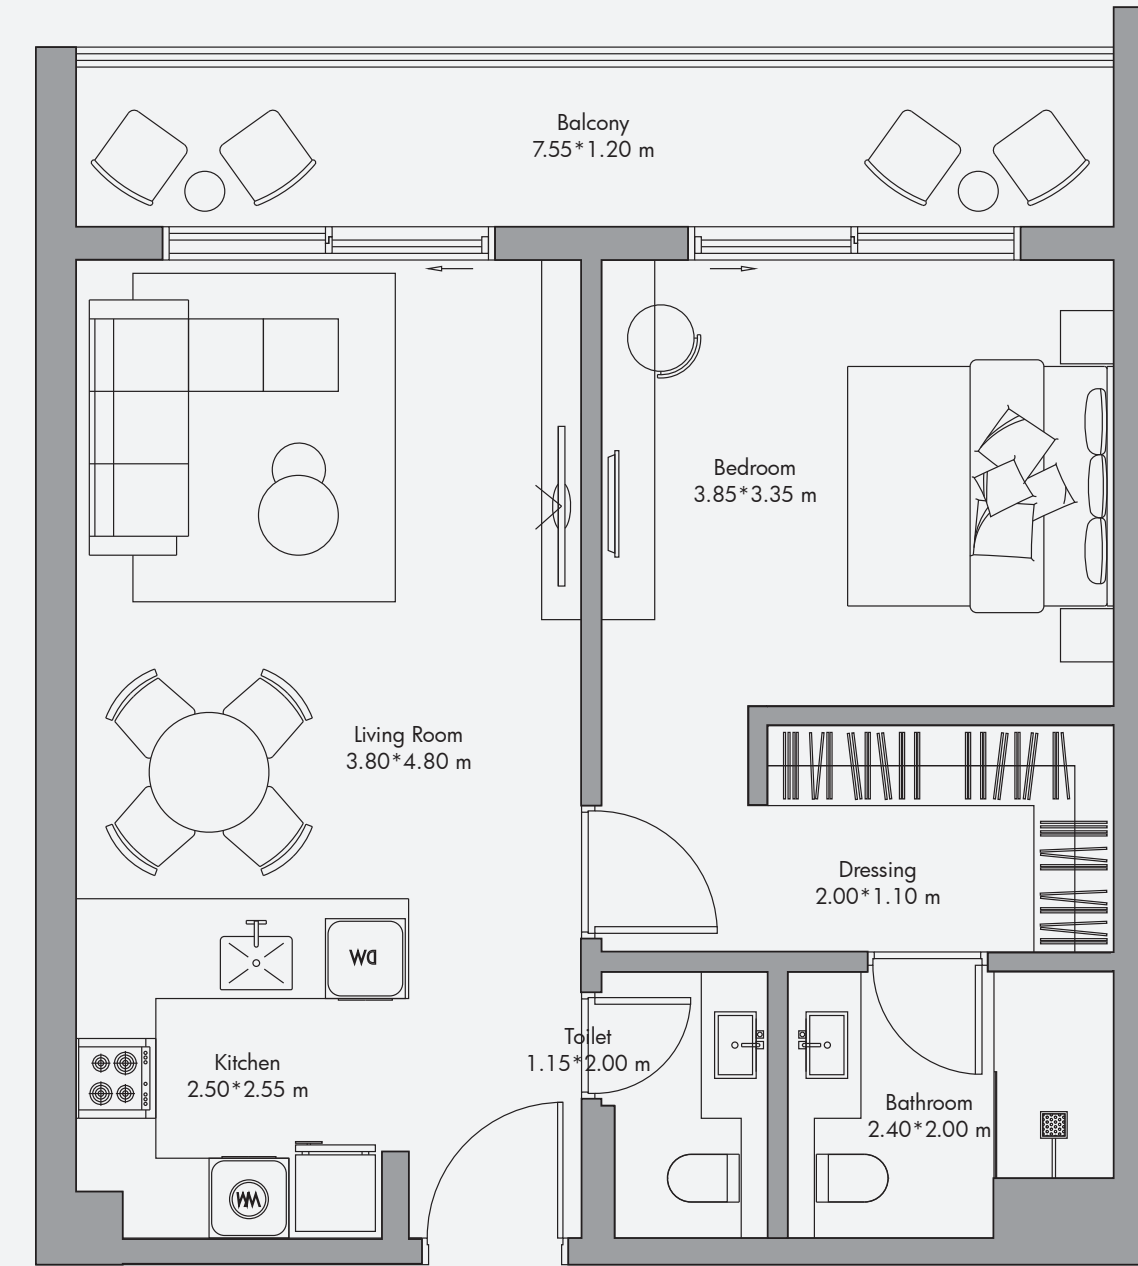 Balcony
7.55*1.20 m
Bedroom
3.85*3.35 m
Living Room
3.80*4.80 m
Dressing
2.00*1.10 m
DW
Toilet
1.15*2.00 m
Kitchen
2.50*2.55 m
Bathroom
2.40*2.00 m
WM